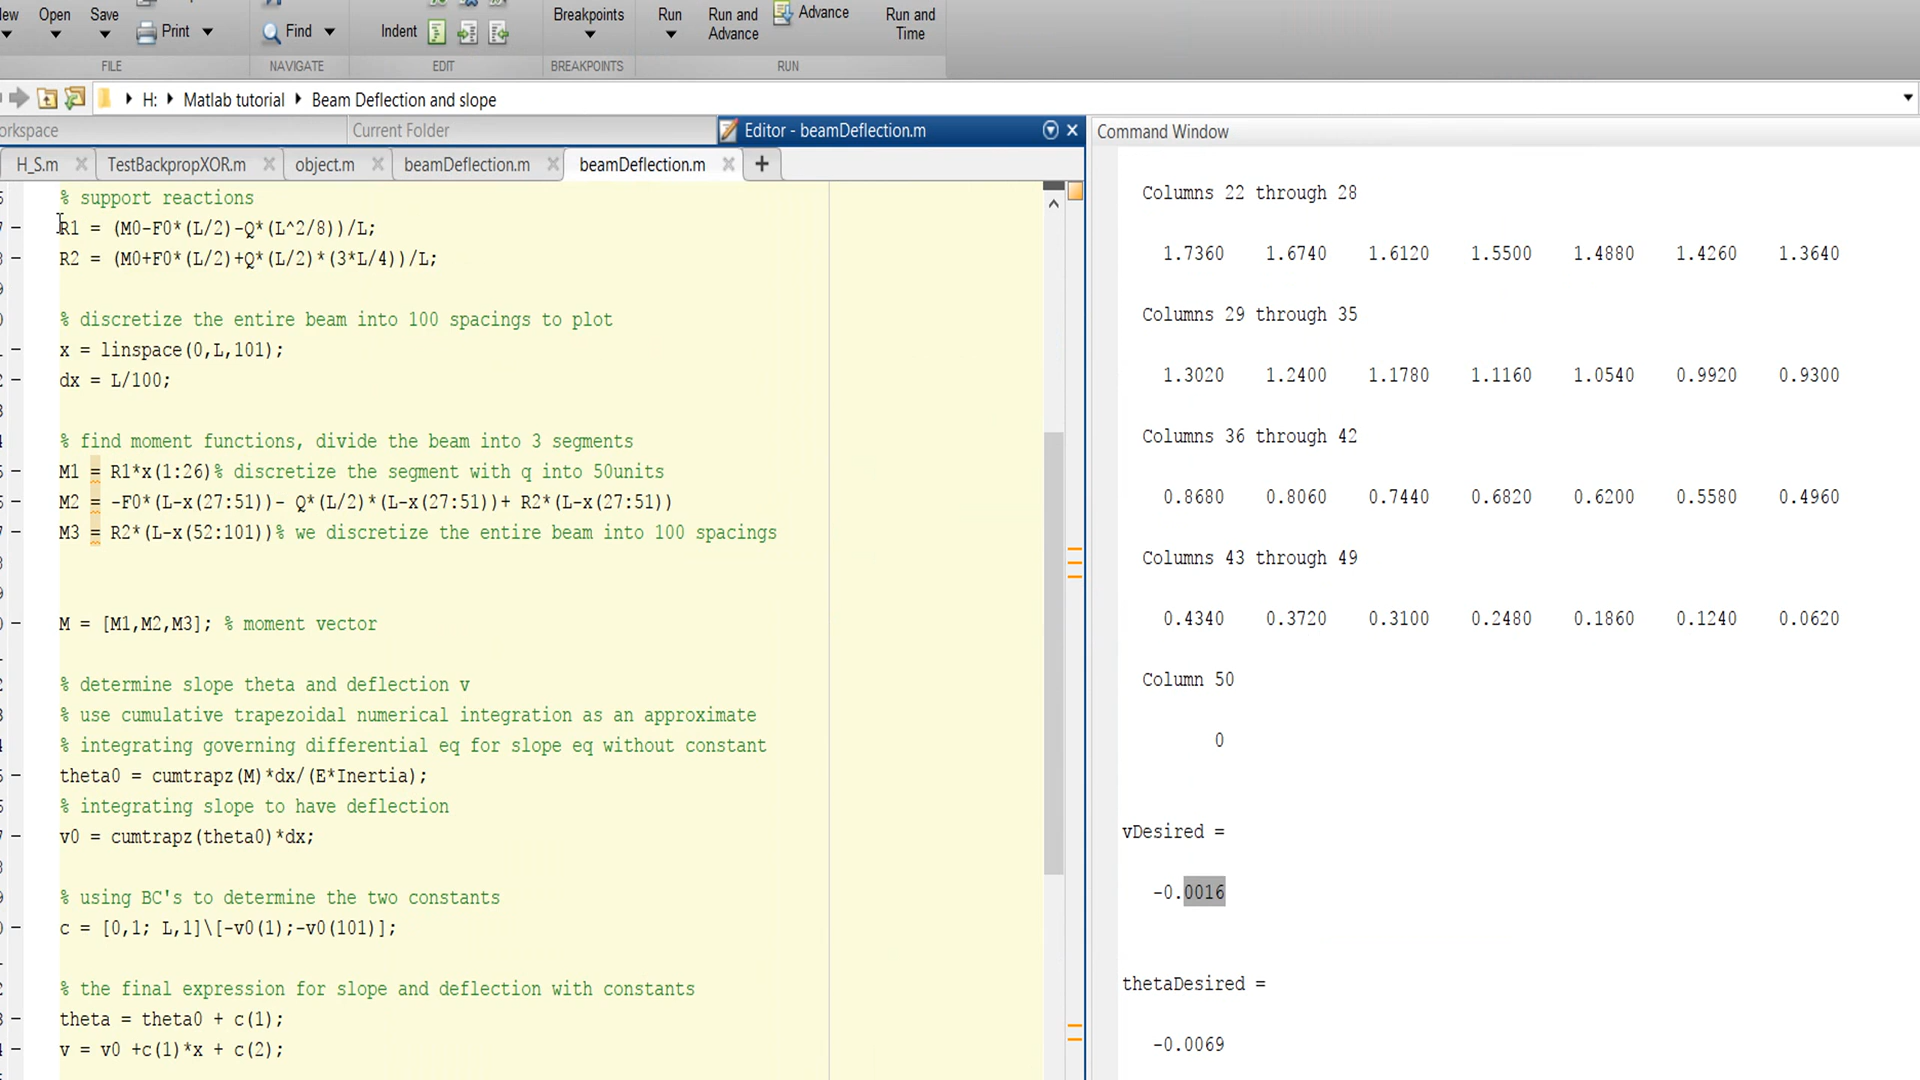 New
Open
Save
Print
Find
Indent
Breakpoints
Run
Run and
Advance
Advance
Run and
Time
FILE
NAVIGATE
EDIT
BREAKPOINTS
RUN
H: Matlab tutorial Beam Deflection and slope
Current Folder
Editor - beamDeflection.m
Command Window
H_S.m
TestBackpropXOR.m
object.m
beamDeflection.m
beamDeflection.m
% support reactions
R1 = (M0-F0*(L/2)-Q*(L^2/8))/L;
R2 = (M0+F0*(L/2)+Q*(L/2)*(3*L/4))/L;
% discretize the entire beam into 100 spacings to plot
x = linspace(0,L,101);
dx = L/100;
% find moment functions, divide the beam into 3 segments
M1 = R1*x(1:26)% discretize the segment with q into 50units
M2 = -F0*(L-x(27:51))- Q*(L/2)*(L-x(27:51))+ R2*(L-x(27:51))
M3 = R2*(L-x(52:101))% we discretize the entire beam into 100 spacings
M = [M1,M2,M3]; % moment vector
% determine slope theta and deflection v
% use cumulative trapezoidal numerical integration as an approximate
% integrating governing differential eq for slope eq without constant
theta0 = cumtrapz(M)*dx/(E*Inertia);
% integrating slope to have deflection
v0 = cumtrapz(theta0)*dx;
% using BC's to determine the two constants
c = [0,1; L,1]\[-v0(1);-v0(101)];
% the final expression for slope and deflection with constants
theta = theta0 + c(1);
v = v0 +c(1)*x + c(2);
Columns 22 through 28
1.7360 1.6740 1.6120 1.5500 1.4880 1.4260 1.3640
Columns 29 through 35
1.3020 1.2400 1.1780 1.1160 1.0540 0.9920 0.9300
Columns 36 through 42
0.8680 0.8060 0.7440 0.6820 0.6200 0.5580 0.4960
Columns 43 through 49
0.4340 0.3720 0.3100 0.2480 0.1860 0.1240 0.0620
Column 50
0
vDesired =
-0.0016
thetaDesired =
-0.0069